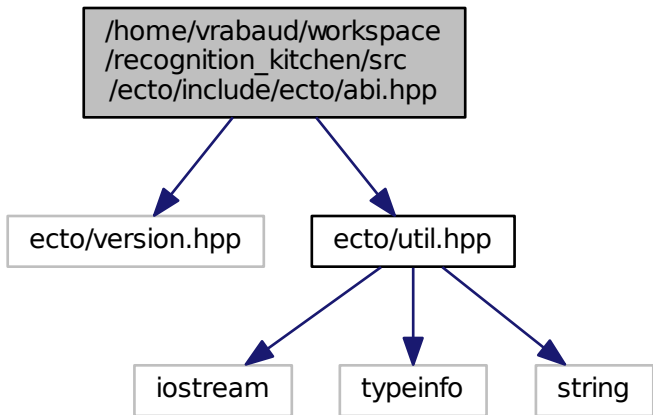 /home/vrabaud/workspace
/recognition_kitchen/src
/ecto/include/ecto/abi.hpp
ecto/version.hpp
ecto/util.hpp
iostream
typeinfo
string